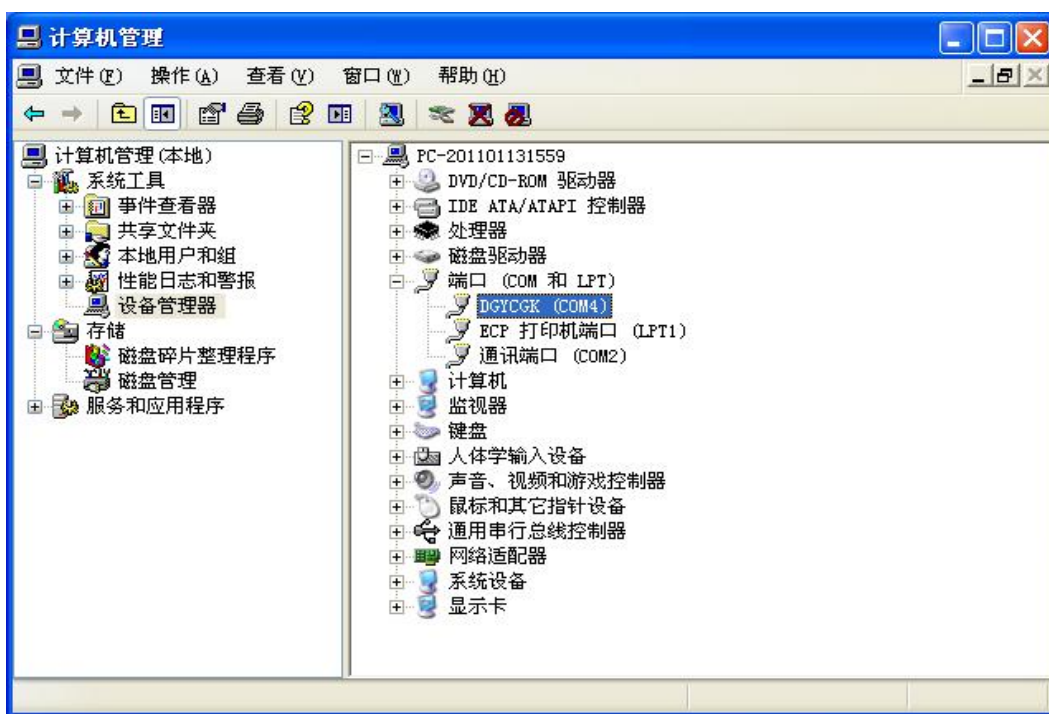 计算机管理
文件(F) 操作(A) 查看(V) 窗口(W) 帮助(H)
计算机管理(本地)
系统工具
事件查看器
共享文件夹
本地用户和组
性能日志和警报
设备管理器
存储
磁盘碎片整理程序
磁盘管理
服务和应用程序
PC-201101131559
DVD/CD-ROM 驱动器
IDE ATA/ATAPI 控制器
处理器
磁盘驱动器
端口 (COM 和 LPT)
DGYCGK (COM4)
ECP 打印机端口 (LPT1)
通讯端口 (COM2)
计算机
监视器
键盘
人体学输入设备
声音、视频和游戏控制器
鼠标和其它指针设备
通用串行总线控制器
网络适配器
系统设备
显示卡